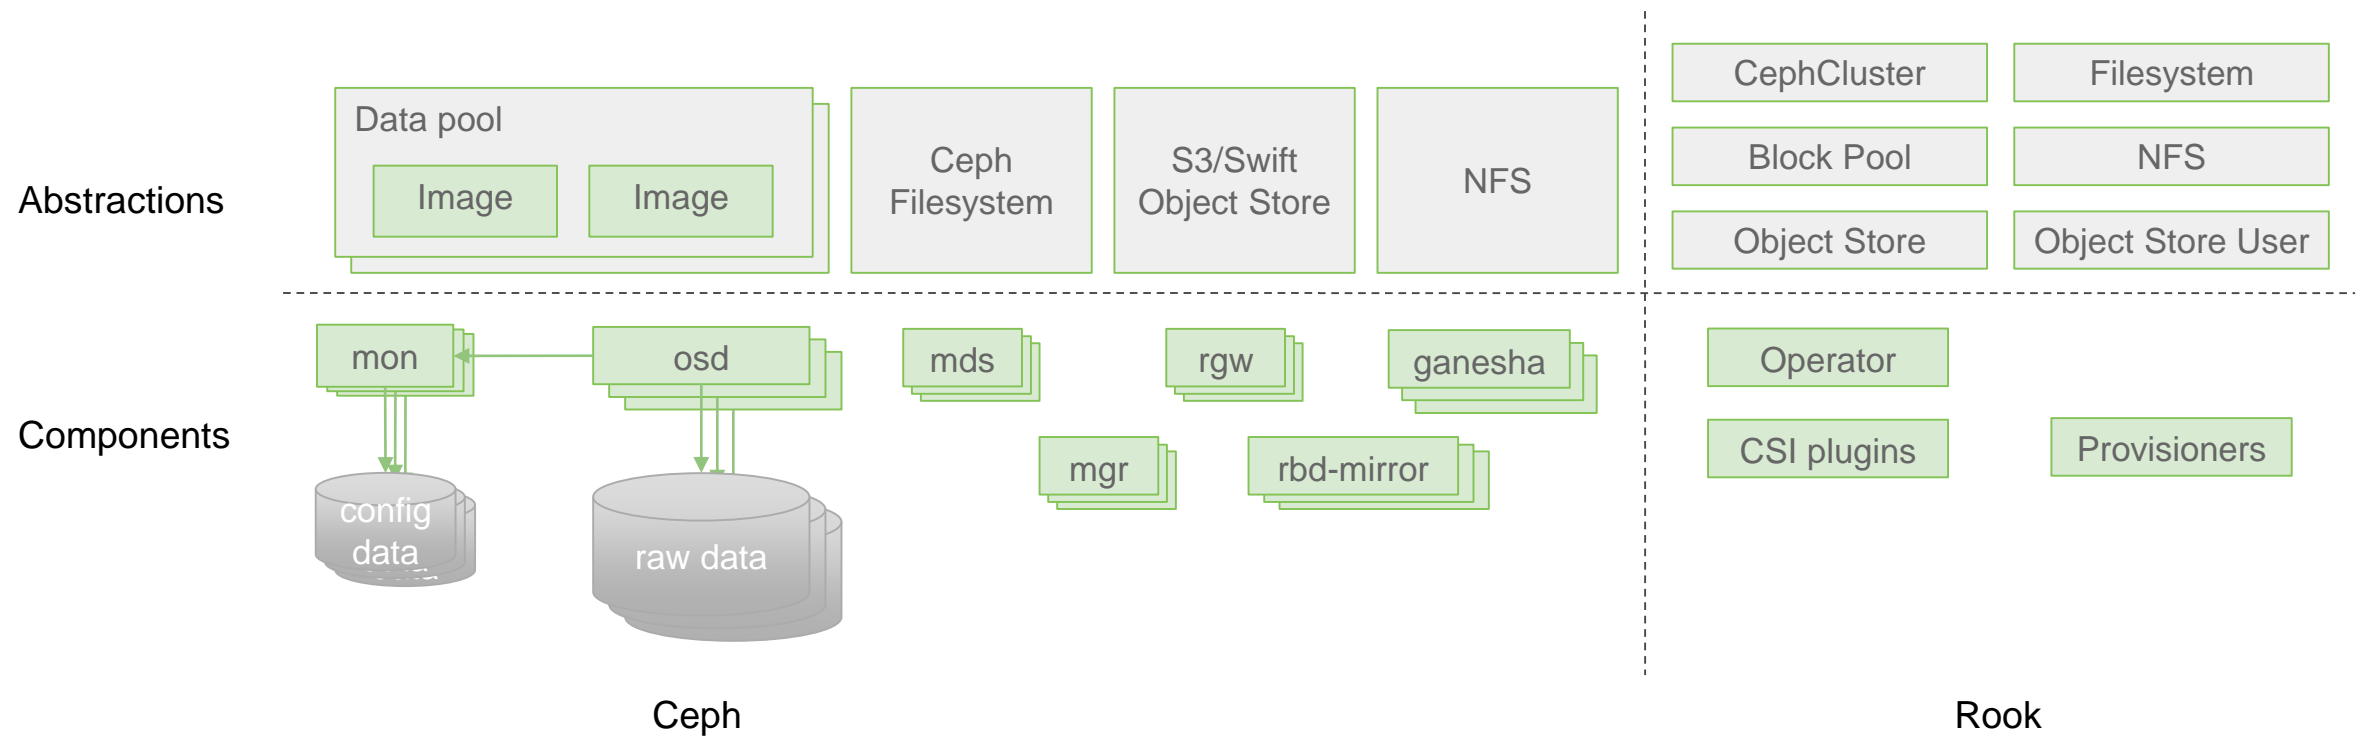 Abstractions
Data pool
Image
Image
Ceph
Filesystem
S3/Swift
Object Store
NFS
CephCluster
Filesystem
Block Pool
NFS
Object Store
Object Store User
Components
mon
osd
mds
rgw
ganesha
mgr
rbd-mirror
config
data
raw data
Operator
CSI plugins
Provisioners
Ceph
Rook